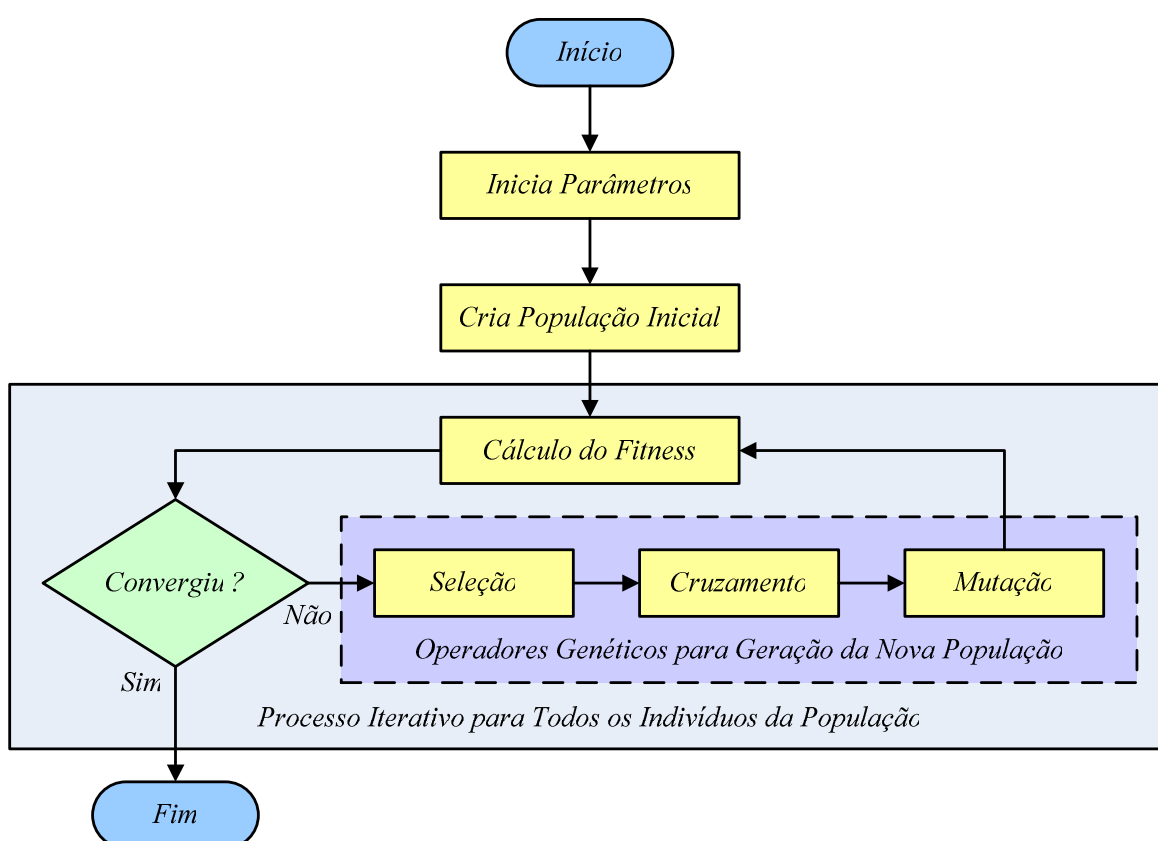 Início
Inicia Parâmetros
Cria População Inicial
Cálculo do Fitness
Convergiu ?
Não
Sim
Seleção
Cruzamento
Mutação
Operadores Genéticos para Geração da Nova População
Processo Iterativo para Todos os Indivíduos da População
Fim